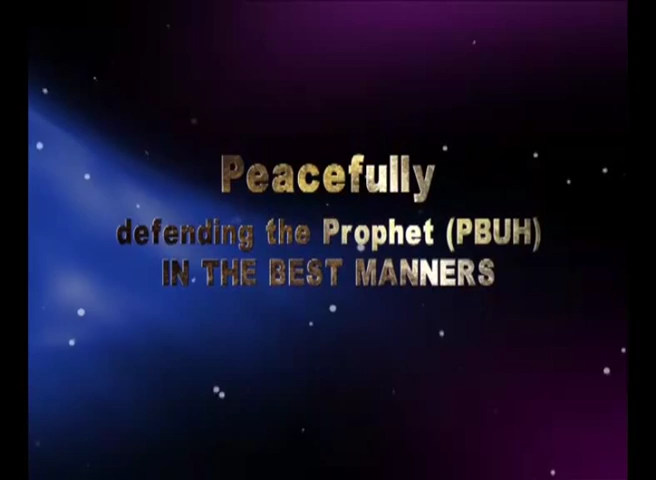 Peacefully
defending the Prophet (PBUH)
IN THE BEST MANNERS